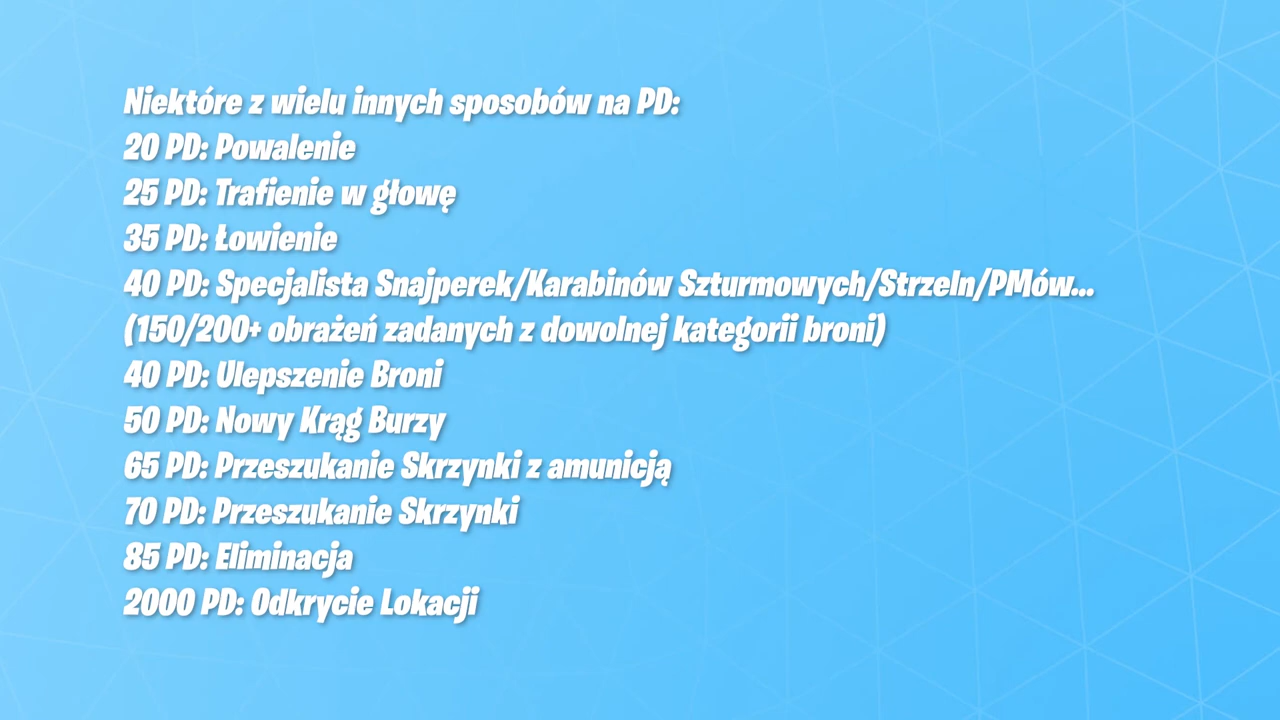 Niektóre z wielu innych sposobów na PD:
20 PD: Powalenie
25 PD: Trafienie w głowę
35 PD: Łowienie
40 PD: Specjalista Snajperek/Karabinów Szturmowych/Strzeln/PMów...
(150/200+ obrażeń zadanych z dowolnej kategorii broni)
40 PD: Ulepszenie Broni
50 PD: Nowy Krąg Burzy
65 PD: Przeszukanie Skrzynki z amunicją
70 PD: Przeszukanie Skrzynki
85 PD: Eliminacja
2000 PD: Odkrycie Lokacji